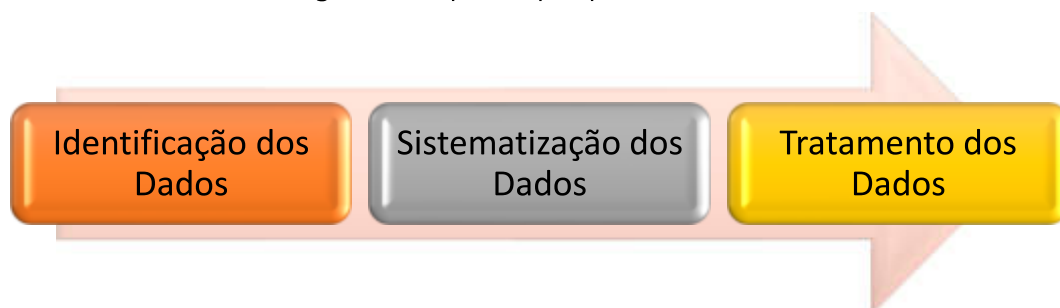 Identificação dos
Dados
Sistematização dos
Dados
Tratamento dos
Dados